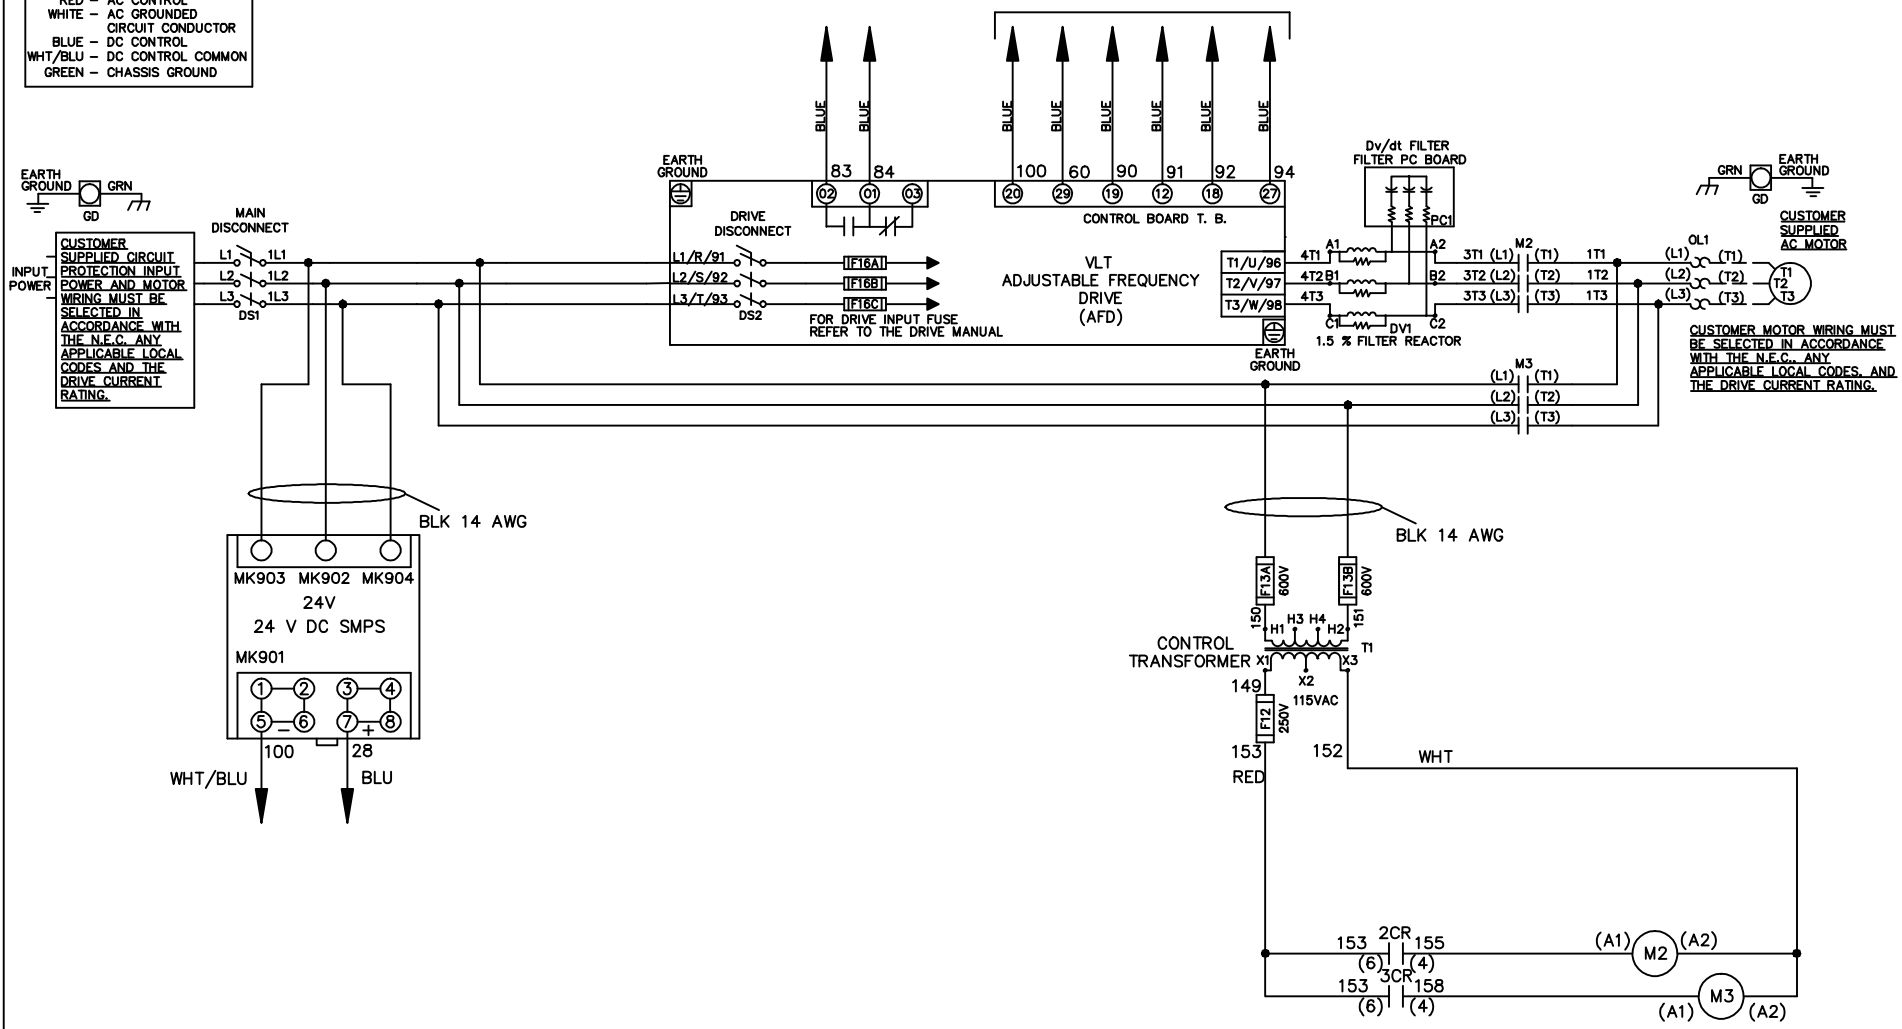 RED – AC CONTROL
WHITE – AC GROUNDED
CIRCUIT CONDUCTOR
BLUE – DC CONTROL
WHT/BLU – DC CONTROL COMMON
GREEN – CHASSIS GROUND
BLUE
BLUE
BLUE
BLUE
BLUE
BLUE
BLUE
BLUE
EARTH
GROUND
GRN
GD
MAIN
DISCONNECT
CUSTOMER
SUPPLIED CIRCUIT
PROTECTION INPUT
POWER AND MOTOR
WIRING MUST BE
SELECTED IN
ACCORDANCE WITH
THE N.E.C. ANY
APPLICABLE LOCAL
CODES AND THE
DRIVE CURRENT
RATING.
INPUT
POWER
L1 1L1
L2 1L2
L3 1L3
DS1
EARTH
GROUND
83 84
02 01 03
100 60 90 91 92 94
20 29 19 12 18 27
CONTROL BOARD T. B.
DRIVE
DISCONNECT
L1/R/91
L2/S/92
L3/T/93
DS2
F16A
F16B
F16C
FOR DRIVE INPUT FUSE
REFER TO THE DRIVE MANUAL
VLT
ADJUSTABLE FREQUENCY
DRIVE
(AFD)
T1/U/96
T2/V/97
T3/W/98
EARTH
GROUND
Dv/dt FILTER
FILTER PC BOARD
PC1
4T1 A1 A2
4T2 B1 B2
4T3
C1 C2
DV1
1.5 % FILTER REACTOR
M2
3T1 (L1) (T1) 1T1
3T2 (L2) (T2) 1T2
3T3 (L3) (T3) 1T3
OL1
(L1) (T1)
(L2) (T2)
(L3) (T3)
T1
T2
T3
GRN
EARTH
GROUND
GD
CUSTOMER
SUPPLIED
AC MOTOR
CUSTOMER MOTOR WIRING MUST
BE SELECTED IN ACCORDANCE
WITH THE N.E.C., ANY
APPLICABLE LOCAL CODES, AND
THE DRIVE CURRENT RATING.
M3
(L1) (T1)
(L2) (T2)
(L3) (T3)
BLK 14 AWG
MK903 MK902 MK904
24V
24 V DC SMPS
MK901
1 2 3 4
5 6 7 8
– +
100 28
WHT/BLU BLU
BLK 14 AWG
F13A
600V
F13B
600V
150
151
H1 H3 H4 H2
T1
CONTROL
TRANSFORMER
X1 X3
X2
149
115VAC
F12
250V
153 152
RED
WHT
2CR
153 155
(6) (4)
(A1) M2 (A2)
3CR
153 158
(6) (4)
(A1) M3 (A2)